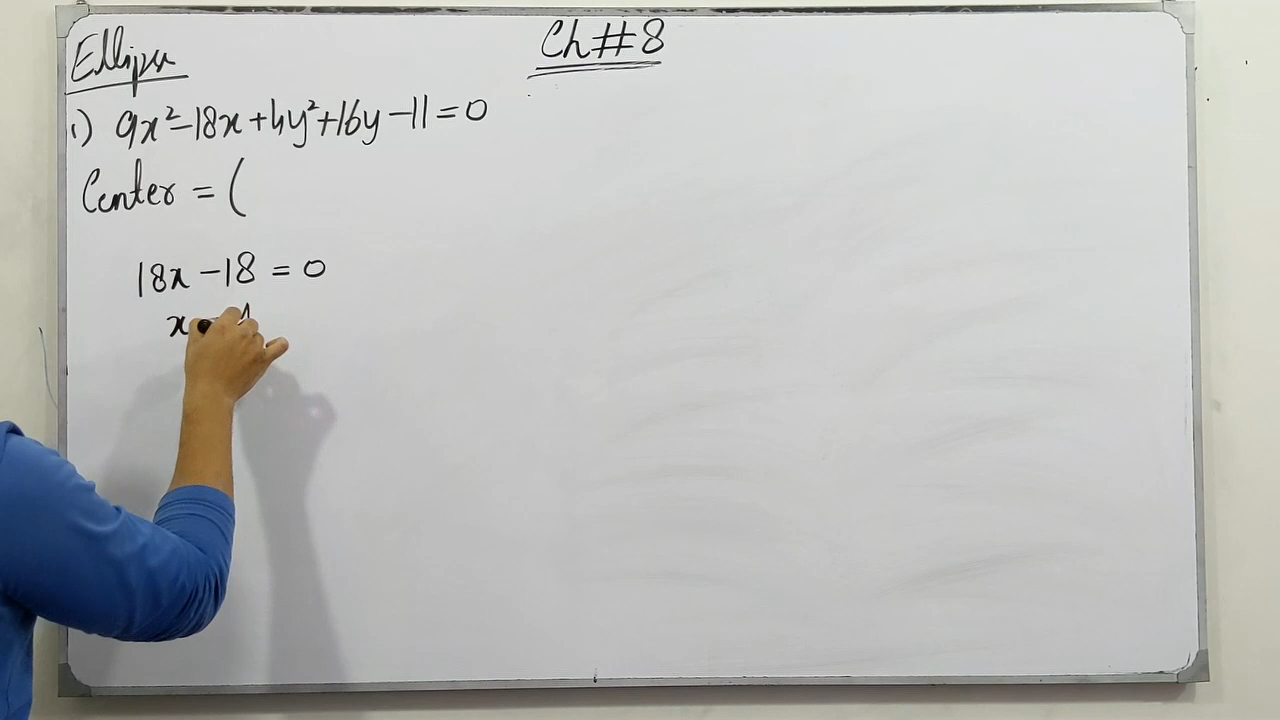 Ch#8
Ellipse
1) 9x²-18x+4y²+16y-11=0
Center = (
18x-18=0
x